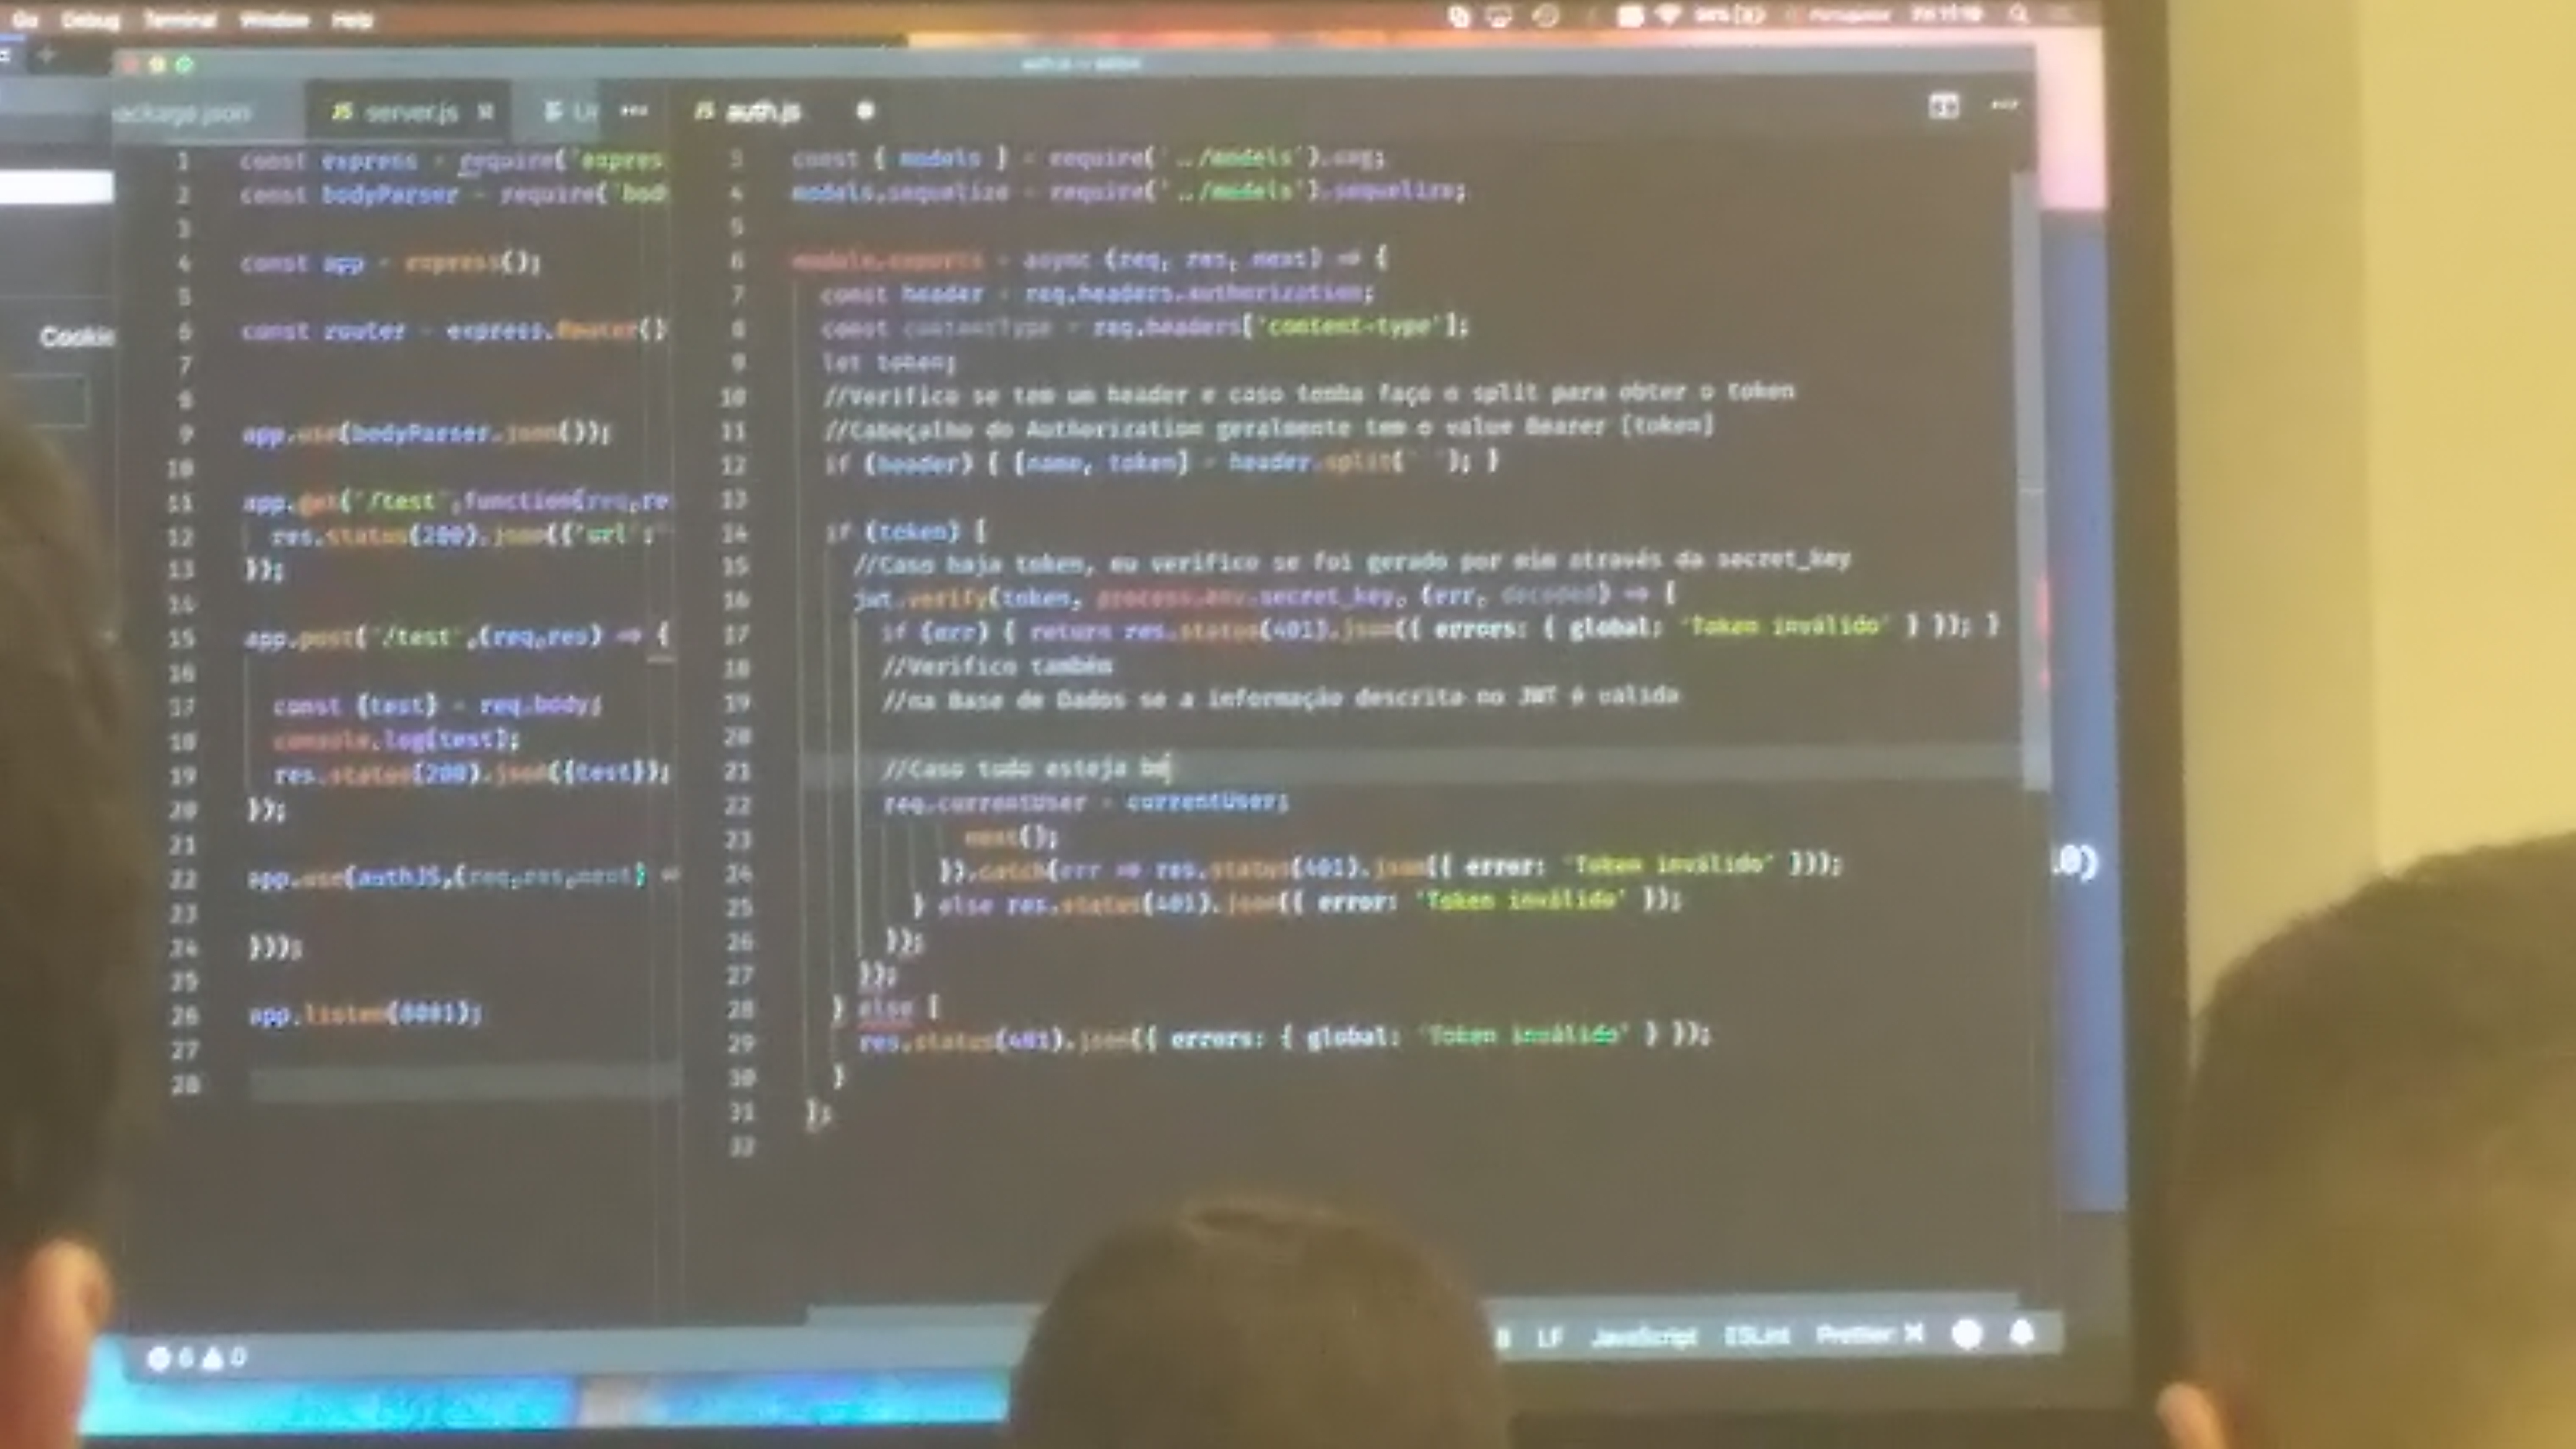 Go Debug Terminal Window Help
package.json JS server.js
JS auth.js
Cookie
1 const express = require('expres
2 const bodyParser = require('bod
3
4 const app = express();
5
6 const router = express.Router()
7
8
9 app.use(bodyParser.json());
10
11 app.get('/test',function(req,re
12 res.status(200).json({'url':
13 });
14
15 app.post('/test',(req,res) => {
16
17 const {test} = req.body;
18 console.log(test);
19 res.status(200).json({test});
20 });
21
22 app.use(authJS,(req,res,next) =>
23
24 }));
25
26 app.listen(8081);
27
28
3 const { models } = require('../models').
4 models.sequelize = require('../models').sequelize;
5
6 module.exports = async (req, res, next) => {
7 const header = req.headers.authorization;
8 const contentType = req.headers['content-type'];
9 let token;
10 //Verifico se tem um header e caso tenha faço o split para obter o token
11 //Cabeçalho do Authorization geralmente tem o value Bearer [token]
12 if (header) { [name, token] = header.split(' '); }
13
14 if (token) {
15 //Caso haja token, eu verifico se foi gerado por mim através da secret_key
16 jwt.verify(token, process.env.secret_key, (err, decoded) => {
17 if (err) { return res.status(401).json({ errors: { global: 'Token inválido' } }); }
18 //Verifico também
19 //na Base de Dados se a informação descrita no JWT é valida
20
21 //Caso tudo esteja be
22 req.currentUser = currentUser;
23 next();
24 }).catch(err => res.status(401).json({ error: 'Token inválido' }));
25 } else res.status(401).json({ error: 'Token inválido' });
26 });
27 });
28 } else {
29 res.status(401).json({ errors: { global: 'Token inválido' } });
30 }
31 };
32
.0)
6 0
LF JavaScript ESLint Prettier